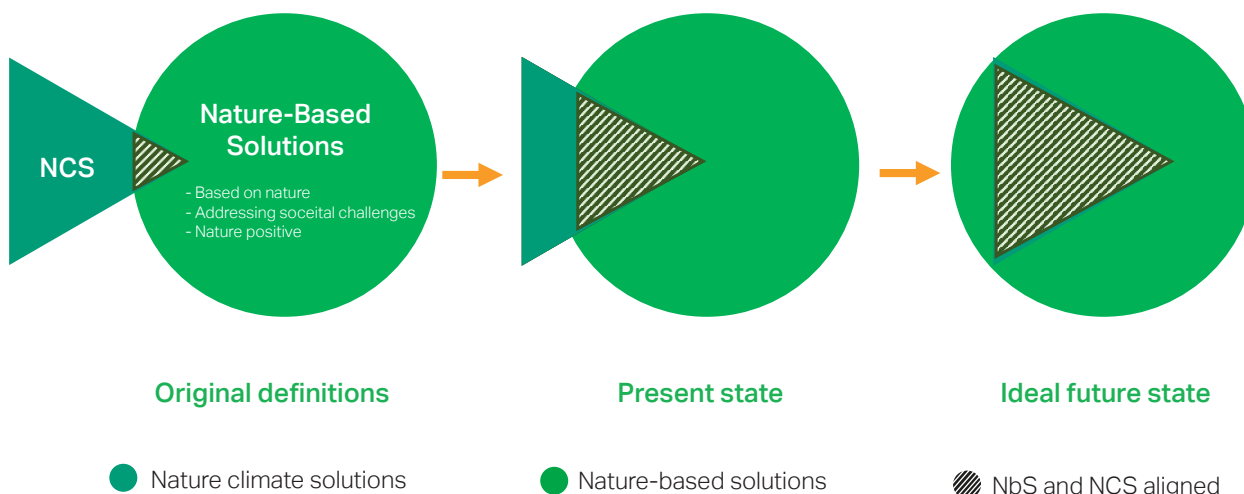 NCS
Nature-Based
Solutions
- Based on nature
- Addressing soceital challenges
- Nature positive
Original definitions
Present state
Ideal future state
Nature climate solutions
Nature-based solutions
NbS and NCS aligned